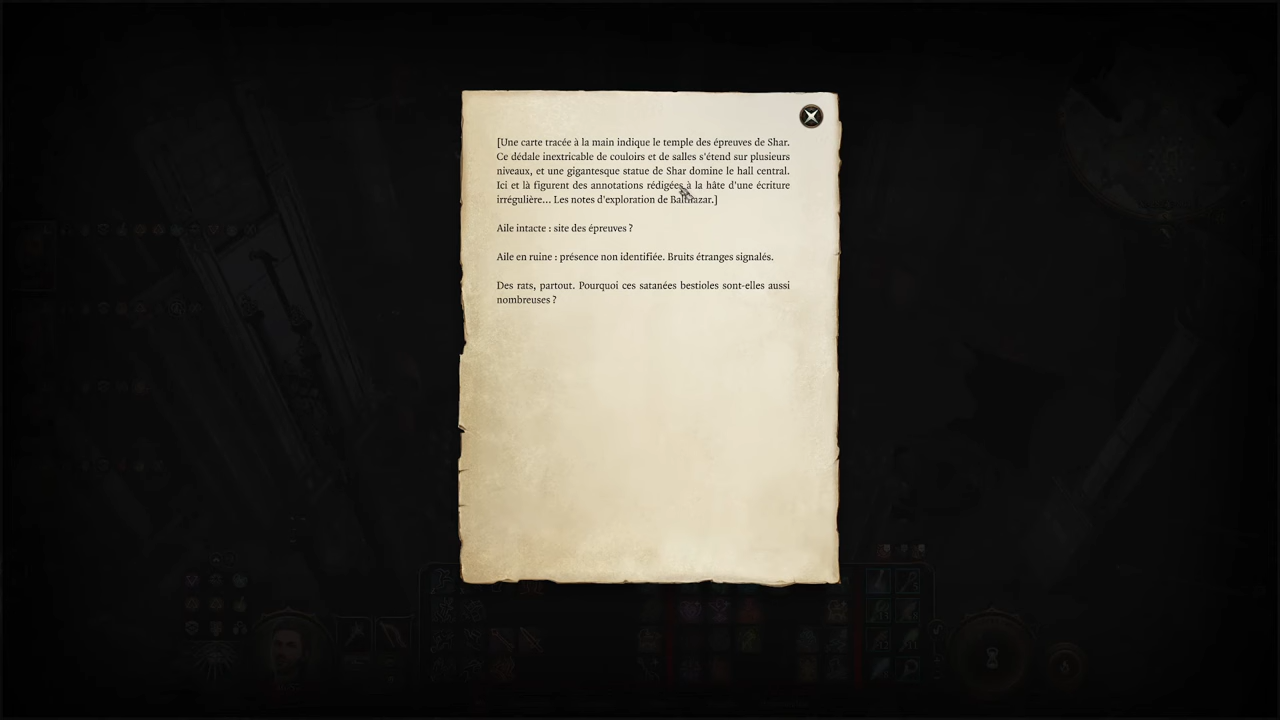 [Une carte tracée à la main indique le temple des épreuves de Shar.
Ce dédale inextricable de couloirs et de salles s'étend sur plusieurs
niveaux, et une gigantesque statue de Shar domine le hall central.
Ici et là figurent des annotations rédigées à la hâte d'une écriture
irrégulière... Les notes d'exploration de Balthazar.]
Aile intacte : site des épreuves ?
Aile en ruine : présence non identifiée. Bruits étranges signalés.
Des rats, partout. Pourquoi ces satanées bestioles sont-elles aussi
nombreuses ?